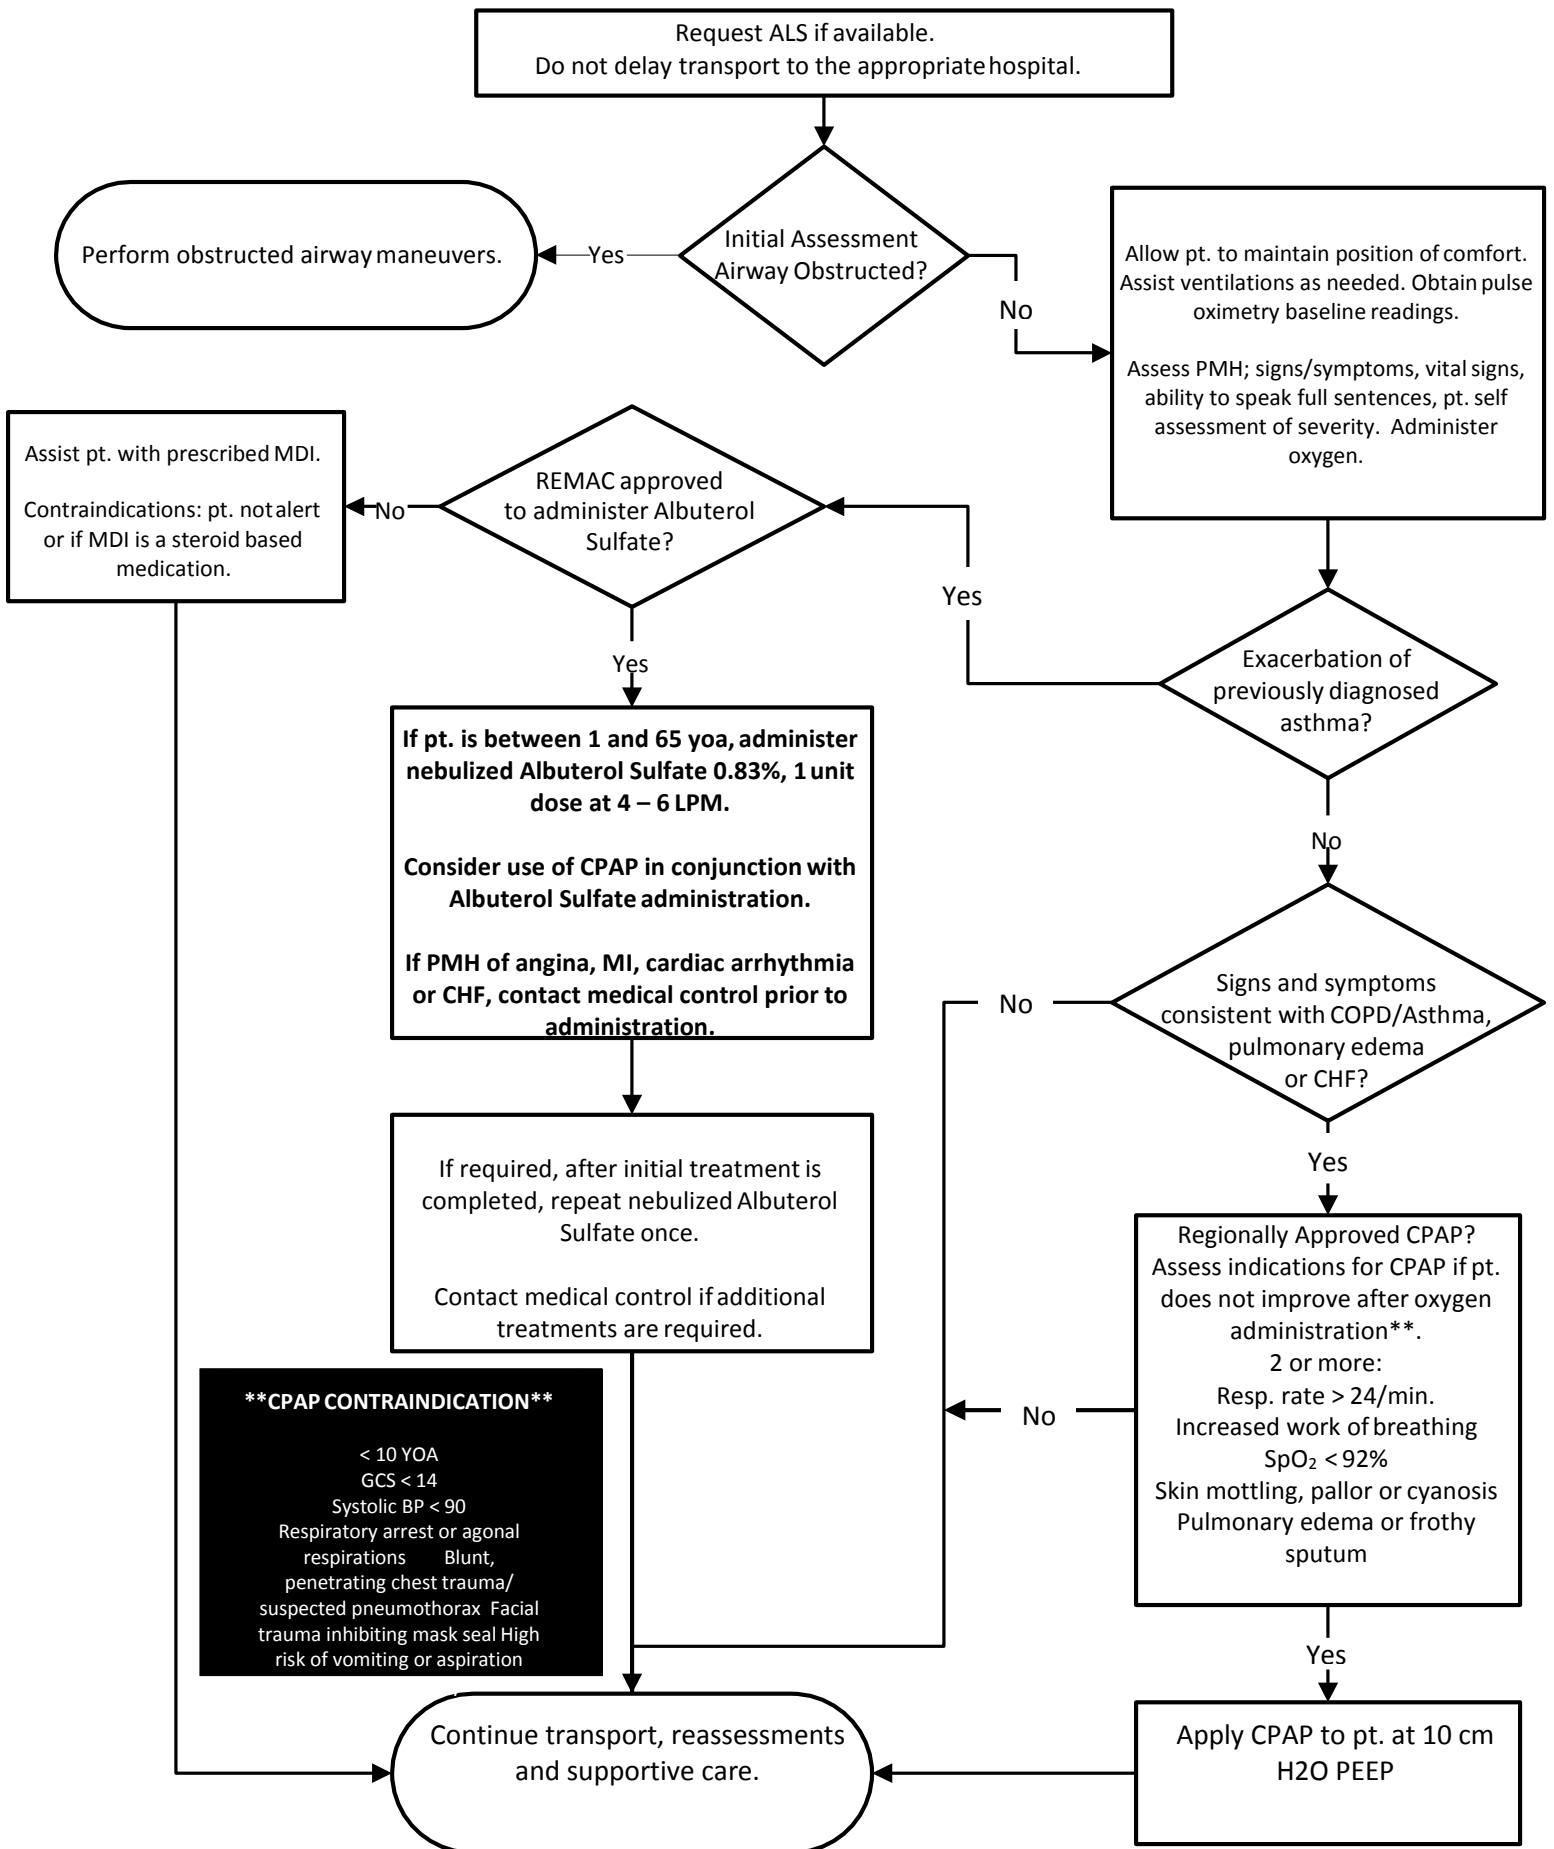 Request ALS if available.
Do not delay transport to the appropriate hospital.
Initial Assessment
Airway Obstructed?
Yes
Perform obstructed airway maneuvers.
No
Allow pt. to maintain position of comfort.
Assist ventilations as needed. Obtain pulse
oximetry baseline readings.
Assess PMH; signs/symptoms, vital signs,
ability to speak full sentences, pt. self
assessment of severity. Administer
oxygen.
Exacerbation of
previously diagnosed
asthma?
Yes
REMAC approved
to administer Albuterol
Sulfate?
No
Assist pt. with prescribed MDI.
Contraindications: pt. not alert
or if MDI is a steroid based
medication.
Yes
If pt. is between 1 and 65 yoa, administer
nebulized Albuterol Sulfate 0.83%, 1 unit
dose at 4 – 6 LPM.
Consider use of CPAP in conjunction with
Albuterol Sulfate administration.
If PMH of angina, MI, cardiac arrhythmia
or CHF, contact medical control prior to
administration.
If required, after initial treatment is
completed, repeat nebulized Albuterol
Sulfate once.
Contact medical control if additional
treatments are required.
No
Signs and symptoms
consistent with COPD/Asthma,
pulmonary edema
or CHF?
No
Yes
Regionally Approved CPAP?
Assess indications for CPAP if pt.
does not improve after oxygen
administration**.
2 or more:
Resp. rate > 24/min.
Increased work of breathing
SpO₂ < 92%
Skin mottling, pallor or cyanosis
Pulmonary edema or frothy
sputum
No
Yes
Apply CPAP to pt. at 10 cm
H2O PEEP
**CPAP CONTRAINDICATION**
< 10 YOA
GCS < 14
Systolic BP < 90
Respiratory arrest or agonal
respirations Blunt,
penetrating chest trauma/
suspected pneumothorax Facial
trauma inhibiting mask seal High
risk of vomiting or aspiration
Continue transport, reassessments
and supportive care.